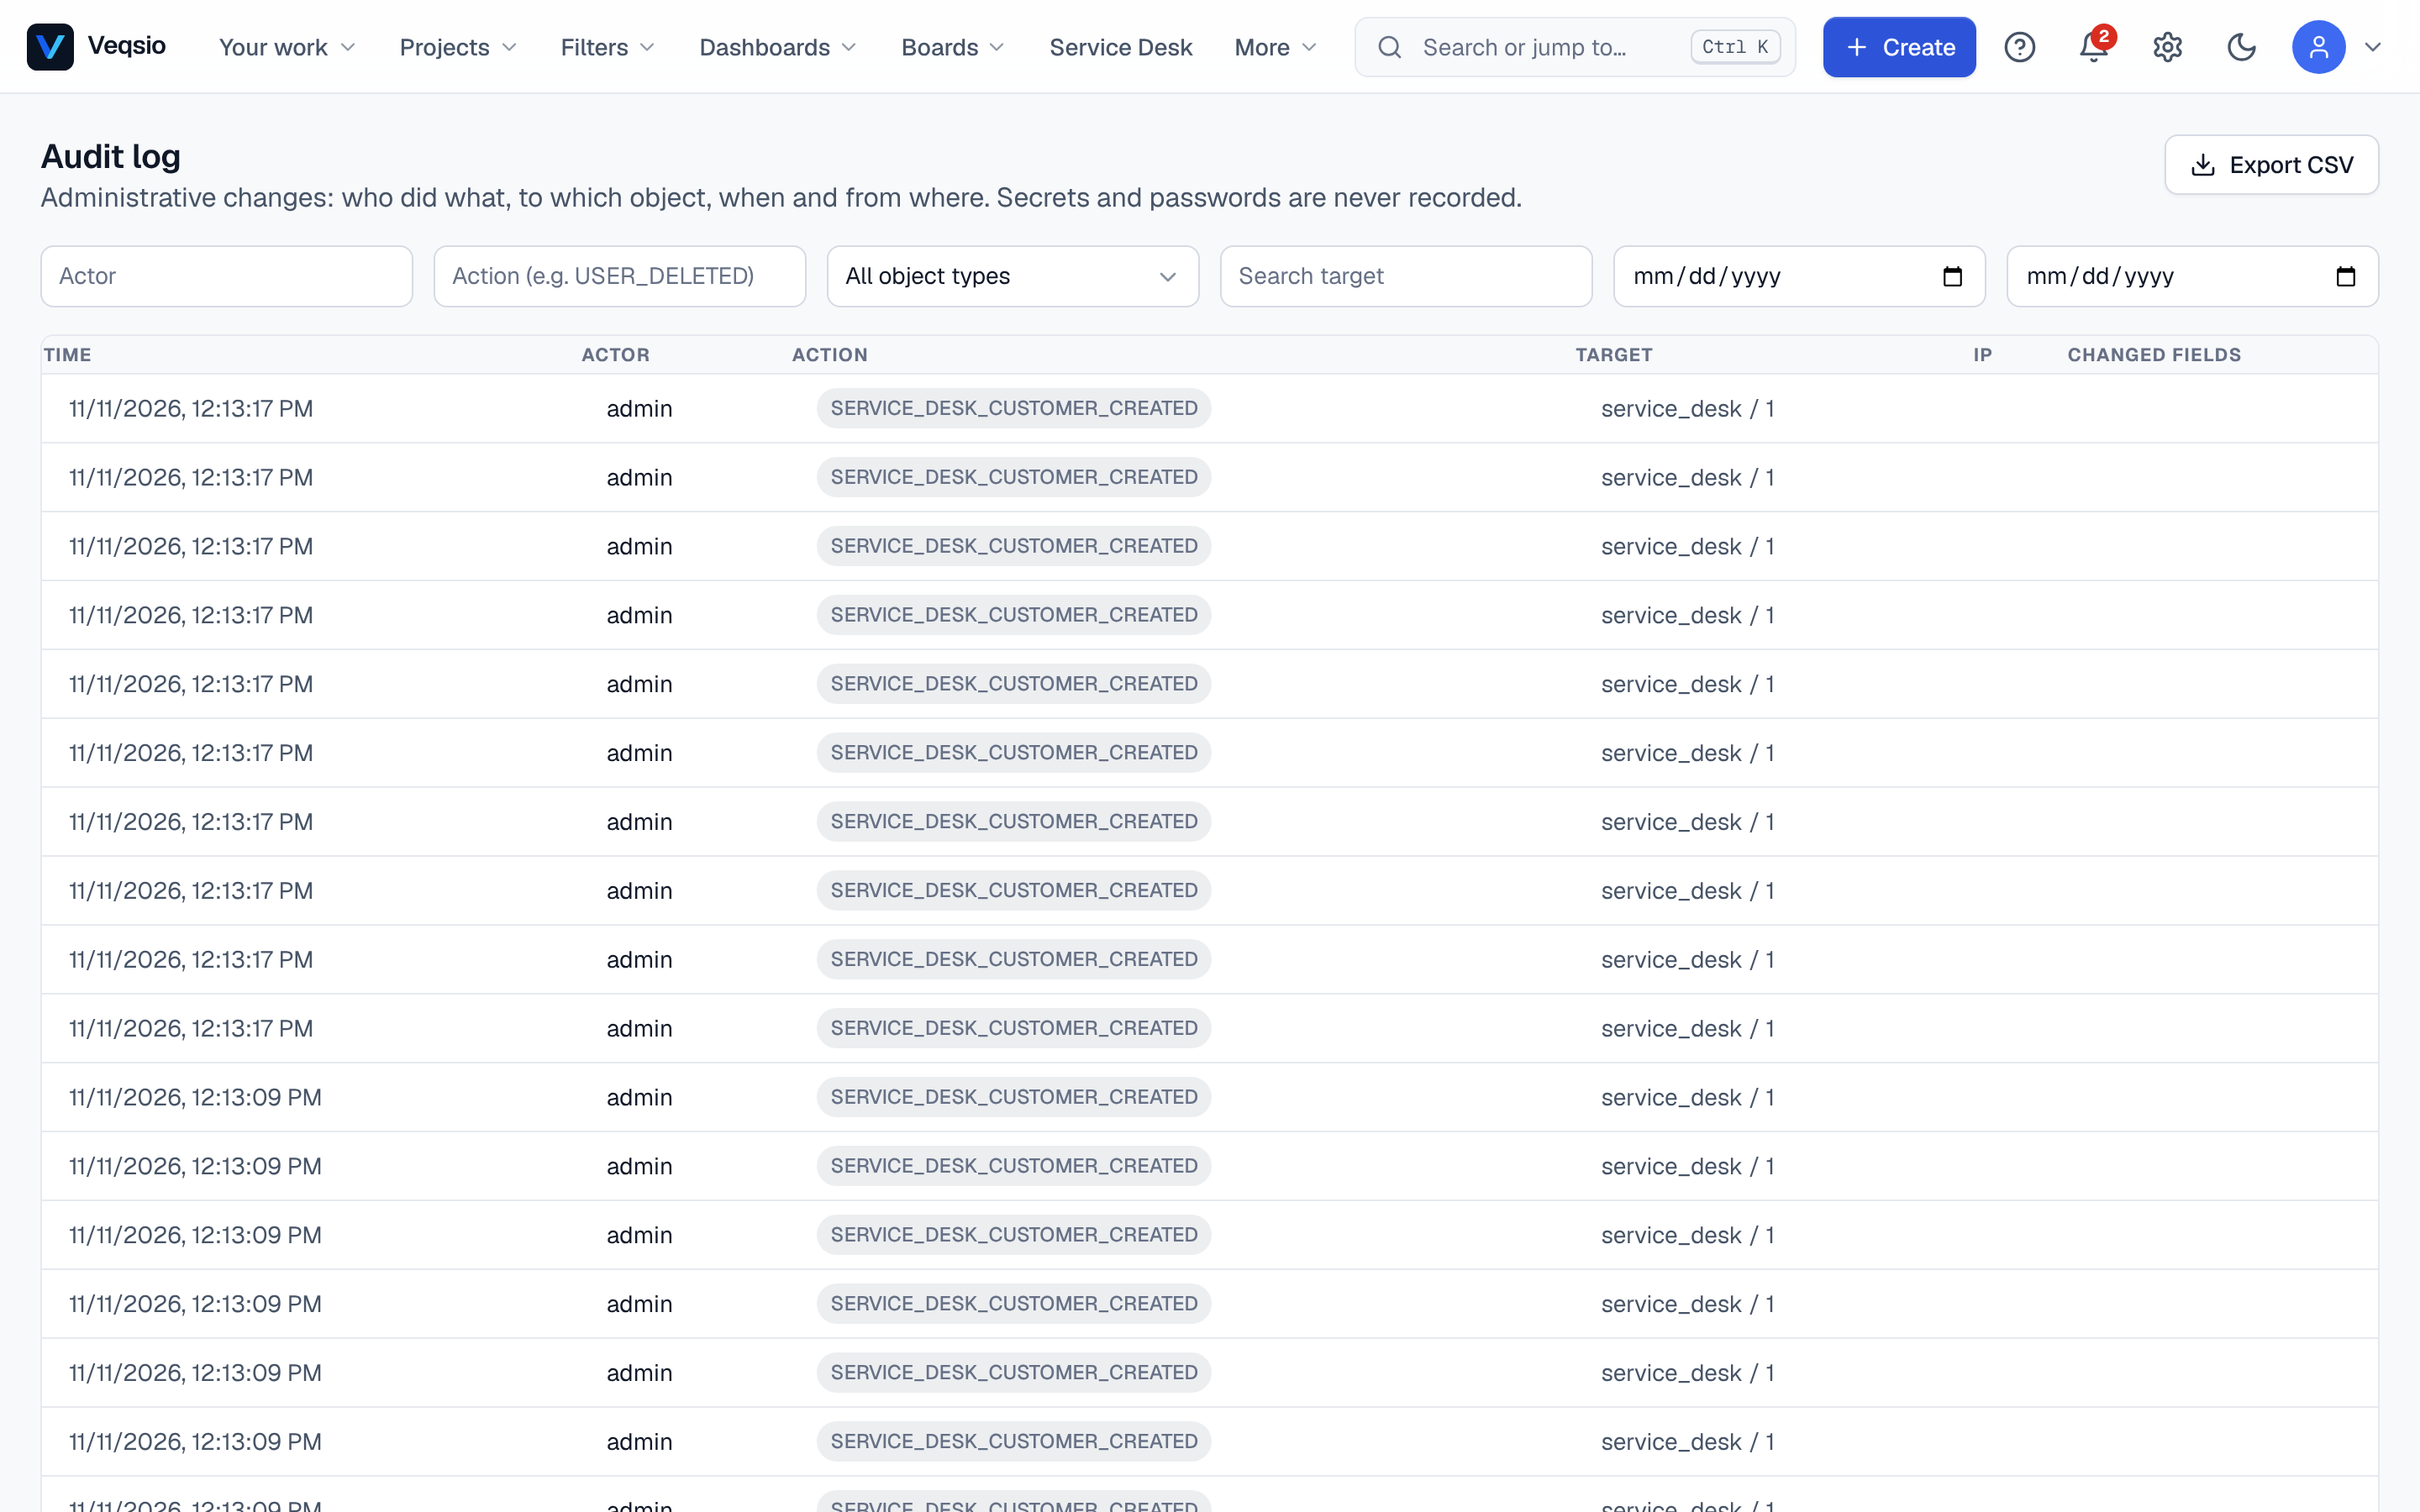 Veqsio Your work Projects Filters Dashboards Boards Service Desk More Search or jump to... Ctrl K + Create 2
Audit log
Export CSV
Administrative changes: who did what, to which object, when and from where. Secrets and passwords are never recorded.
Actor Action (e.g. USER_DELETED) All object types Search target mm/dd/yyyy mm/dd/yyyy
TIME ACTOR ACTION TARGET IP CHANGED FIELDS
11/11/2026, 12:13:17 PM admin SERVICE_DESK_CUSTOMER_CREATED service_desk / 1
11/11/2026, 12:13:17 PM admin SERVICE_DESK_CUSTOMER_CREATED service_desk / 1
11/11/2026, 12:13:17 PM admin SERVICE_DESK_CUSTOMER_CREATED service_desk / 1
11/11/2026, 12:13:17 PM admin SERVICE_DESK_CUSTOMER_CREATED service_desk / 1
11/11/2026, 12:13:17 PM admin SERVICE_DESK_CUSTOMER_CREATED service_desk / 1
11/11/2026, 12:13:17 PM admin SERVICE_DESK_CUSTOMER_CREATED service_desk / 1
11/11/2026, 12:13:17 PM admin SERVICE_DESK_CUSTOMER_CREATED service_desk / 1
11/11/2026, 12:13:17 PM admin SERVICE_DESK_CUSTOMER_CREATED service_desk / 1
11/11/2026, 12:13:17 PM admin SERVICE_DESK_CUSTOMER_CREATED service_desk / 1
11/11/2026, 12:13:17 PM admin SERVICE_DESK_CUSTOMER_CREATED service_desk / 1
11/11/2026, 12:13:09 PM admin SERVICE_DESK_CUSTOMER_CREATED service_desk / 1
11/11/2026, 12:13:09 PM admin SERVICE_DESK_CUSTOMER_CREATED service_desk / 1
11/11/2026, 12:13:09 PM admin SERVICE_DESK_CUSTOMER_CREATED service_desk / 1
11/11/2026, 12:13:09 PM admin SERVICE_DESK_CUSTOMER_CREATED service_desk / 1
11/11/2026, 12:13:09 PM admin SERVICE_DESK_CUSTOMER_CREATED service_desk / 1
11/11/2026, 12:13:09 PM admin SERVICE_DESK_CUSTOMER_CREATED service_desk / 1
11/11/2026, 12:13:09 PM admin SERVICE_DESK_CUSTOMER_CREATED service_desk / 1